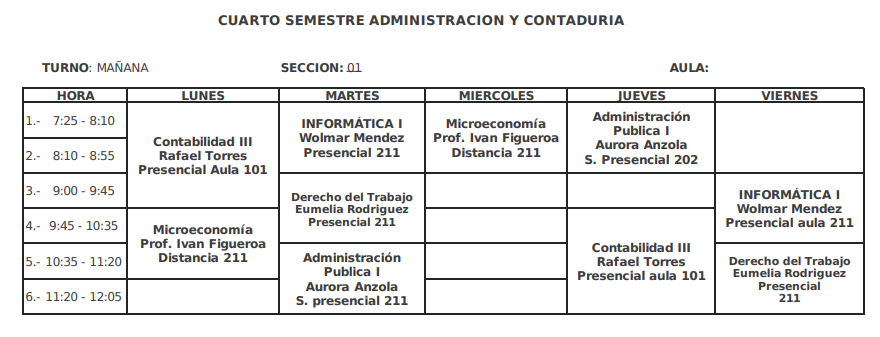 CUARTO SEMESTRE ADMINISTRACION Y CONTADURIA
TURNO: MAÑANA SECCION: 01 AULA:
HORA LUNES MARTES MIERCOLES JUEVES VIERNES
1.- 7:25 - 8:10
2.- 8:10 - 8:55
3.- 9:00 - 9:45
4.- 9:45 - 10:35
5.- 10:35 - 11:20
6.- 11:20 - 12:05
Contabilidad III
Rafael Torres
Presencial Aula 101
Microeconomía
Prof. Ivan Figueroa
Distancia 211
INFORMÁTICA I
Wolmar Mendez
Presencial 211
Derecho del Trabajo
Eumelia Rodriguez
Presencial 211
Administración
Publica I
Aurora Anzola
S. presencial 211
Microeconomía
Prof. Ivan Figueroa
Distancia 211
Administración
Publica I
Aurora Anzola
S. Presencial 202
Contabilidad III
Rafael Torres
Presencial aula 101
INFORMÁTICA I
Wolmar Mendez
Presencial aula 211
Derecho del Trabajo
Eumelia Rodriguez
Presencial
211